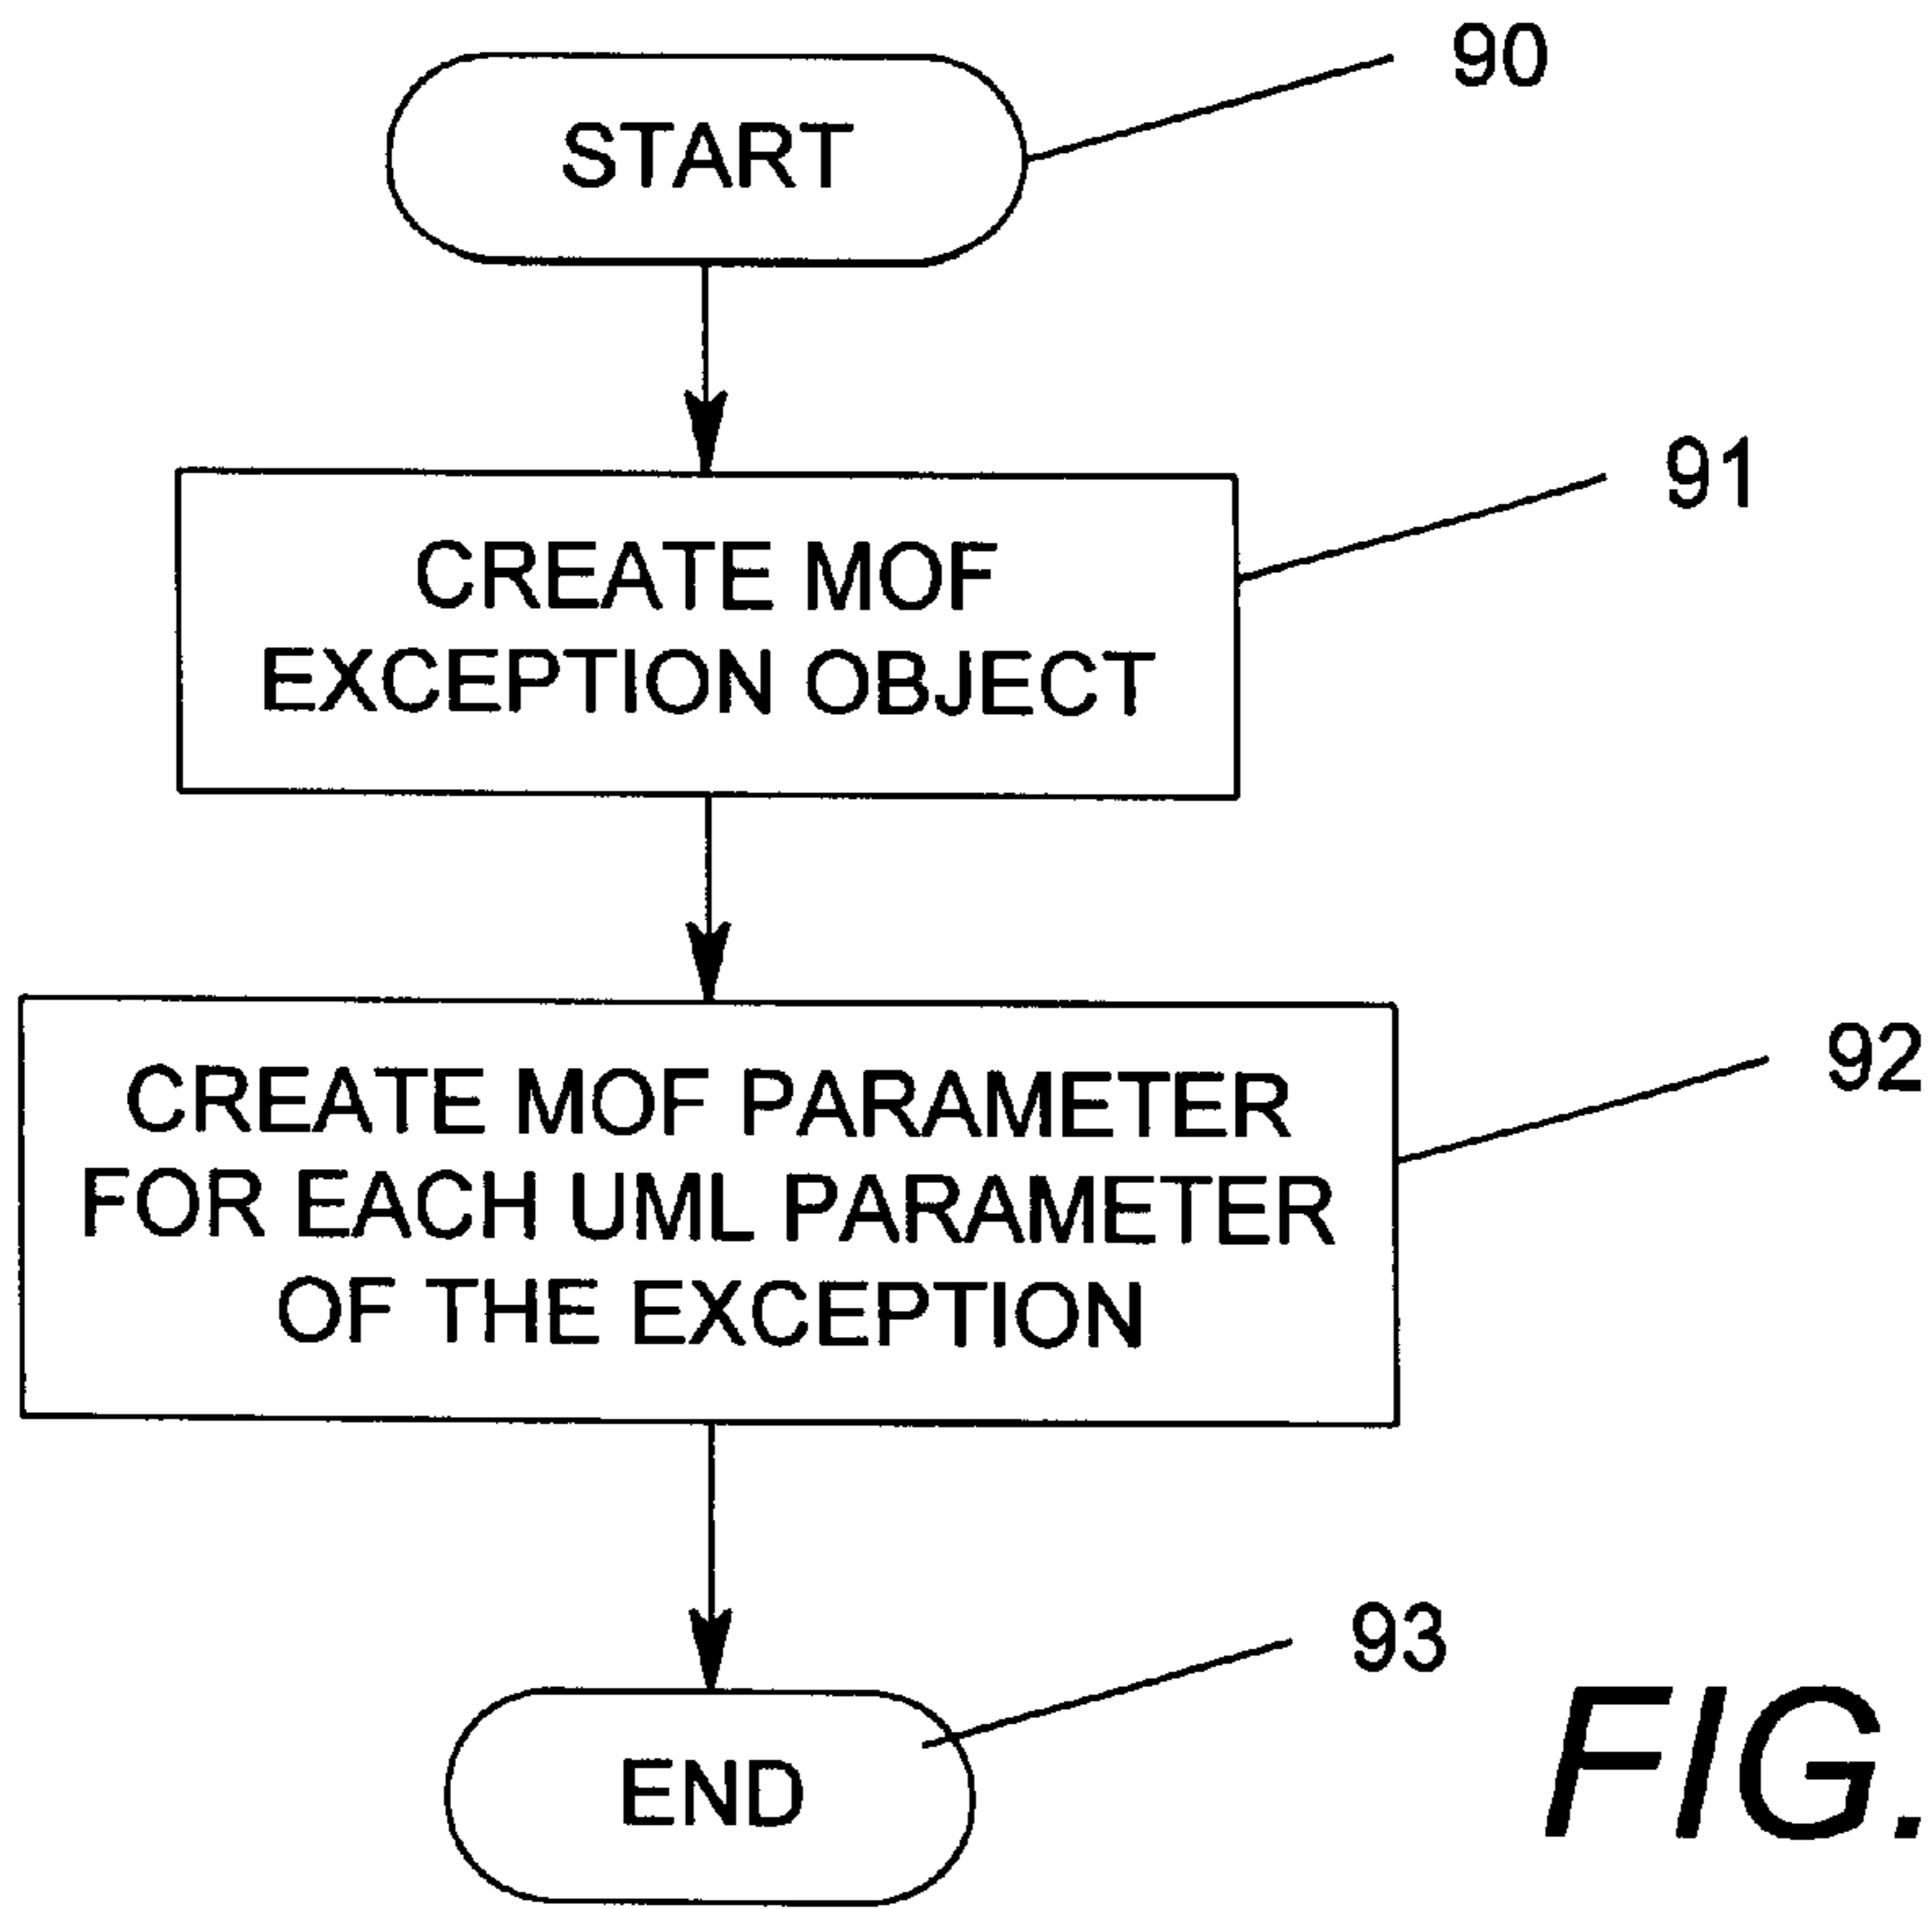 90
START
91
CREATE MOF
EXCEPTION OBJECT
92
CREATE MOF PARAMETER
FOR EACH UML PARAMETER
OF THE EXCEPTION
93
END
FIG.